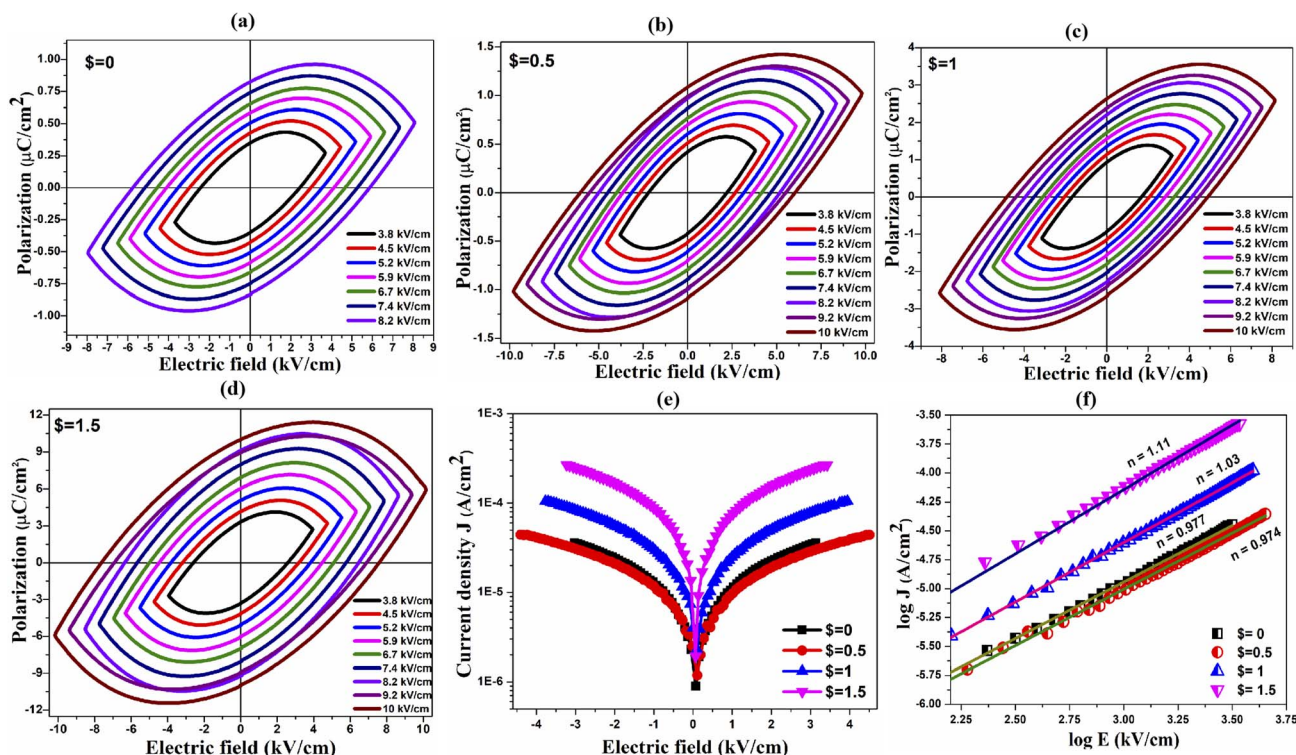 (a)
$=0
Polarization (μC/cm²)
1.00
0.75
0.50
0.25
0.00
-0.25
-0.50
-0.75
-1.00
3.8 kV/cm
4.5 kV/cm
5.2 kV/cm
5.9 kV/cm
6.7 kV/cm
7.4 kV/cm
8.2 kV/cm
-9 -8 -7 -6 -5 -4 -3 -2 -1 0 1 2 3 4 5 6 7 8 9
Electric field (kV/cm)
(b)
$=0.5
Polarization (μC/cm²)
1.5
1.0
0.5
0.0
-0.5
-1.0
-1.5
3.8 kV/cm
4.5 kV/cm
5.2 kV/cm
5.9 kV/cm
6.7 kV/cm
7.4 kV/cm
8.2 kV/cm
9.2 kV/cm
10 kV/cm
-10.0 -7.5 -5.0 -2.5 0.0 2.5 5.0 7.5 10.0
Electric field (kV/cm)
(c)
$=1
Polarization (μC/cm²)
4
3
2
1
0
-1
-2
-3
-4
3.8 kV/cm
4.5 kV/cm
5.2 kV/cm
5.9 kV/cm
6.7 kV/cm
7.4 kV/cm
8.2 kV/cm
9.2 kV/cm
10 kV/cm
-8 -6 -4 -2 0 2 4 6 8
Electric field (kV/cm)
(d)
$=1.5
Polarization (μC/cm²)
12
9
6
3
0
-3
-6
-9
-12
3.8 kV/cm
4.5 kV/cm
5.2 kV/cm
5.9 kV/cm
6.7 kV/cm
7.4 kV/cm
8.2 kV/cm
9.2 kV/cm
10 kV/cm
-10 -8 -6 -4 -2 0 2 4 6 8 10
Electric field (kV/cm)
(e)
Current density J (A/cm²)
1E-3
1E-4
1E-5
1E-6
$=0
$=0.5
$=1
$=1.5
-4 -3 -2 -1 0 1 2 3 4
Electric field (kV/cm)
(f)
log J (A/cm²)
-3.50
-3.75
-4.00
-4.25
-4.50
-4.75
-5.00
-5.25
-5.50
-5.75
-6.00
n = 1.11
n = 1.03
n = 0.977
n = 0.974
$= 0
$=0.5
$= 1
$= 1.5
2.25 2.50 2.75 3.00 3.25 3.50 3.75
log E (kV/cm)